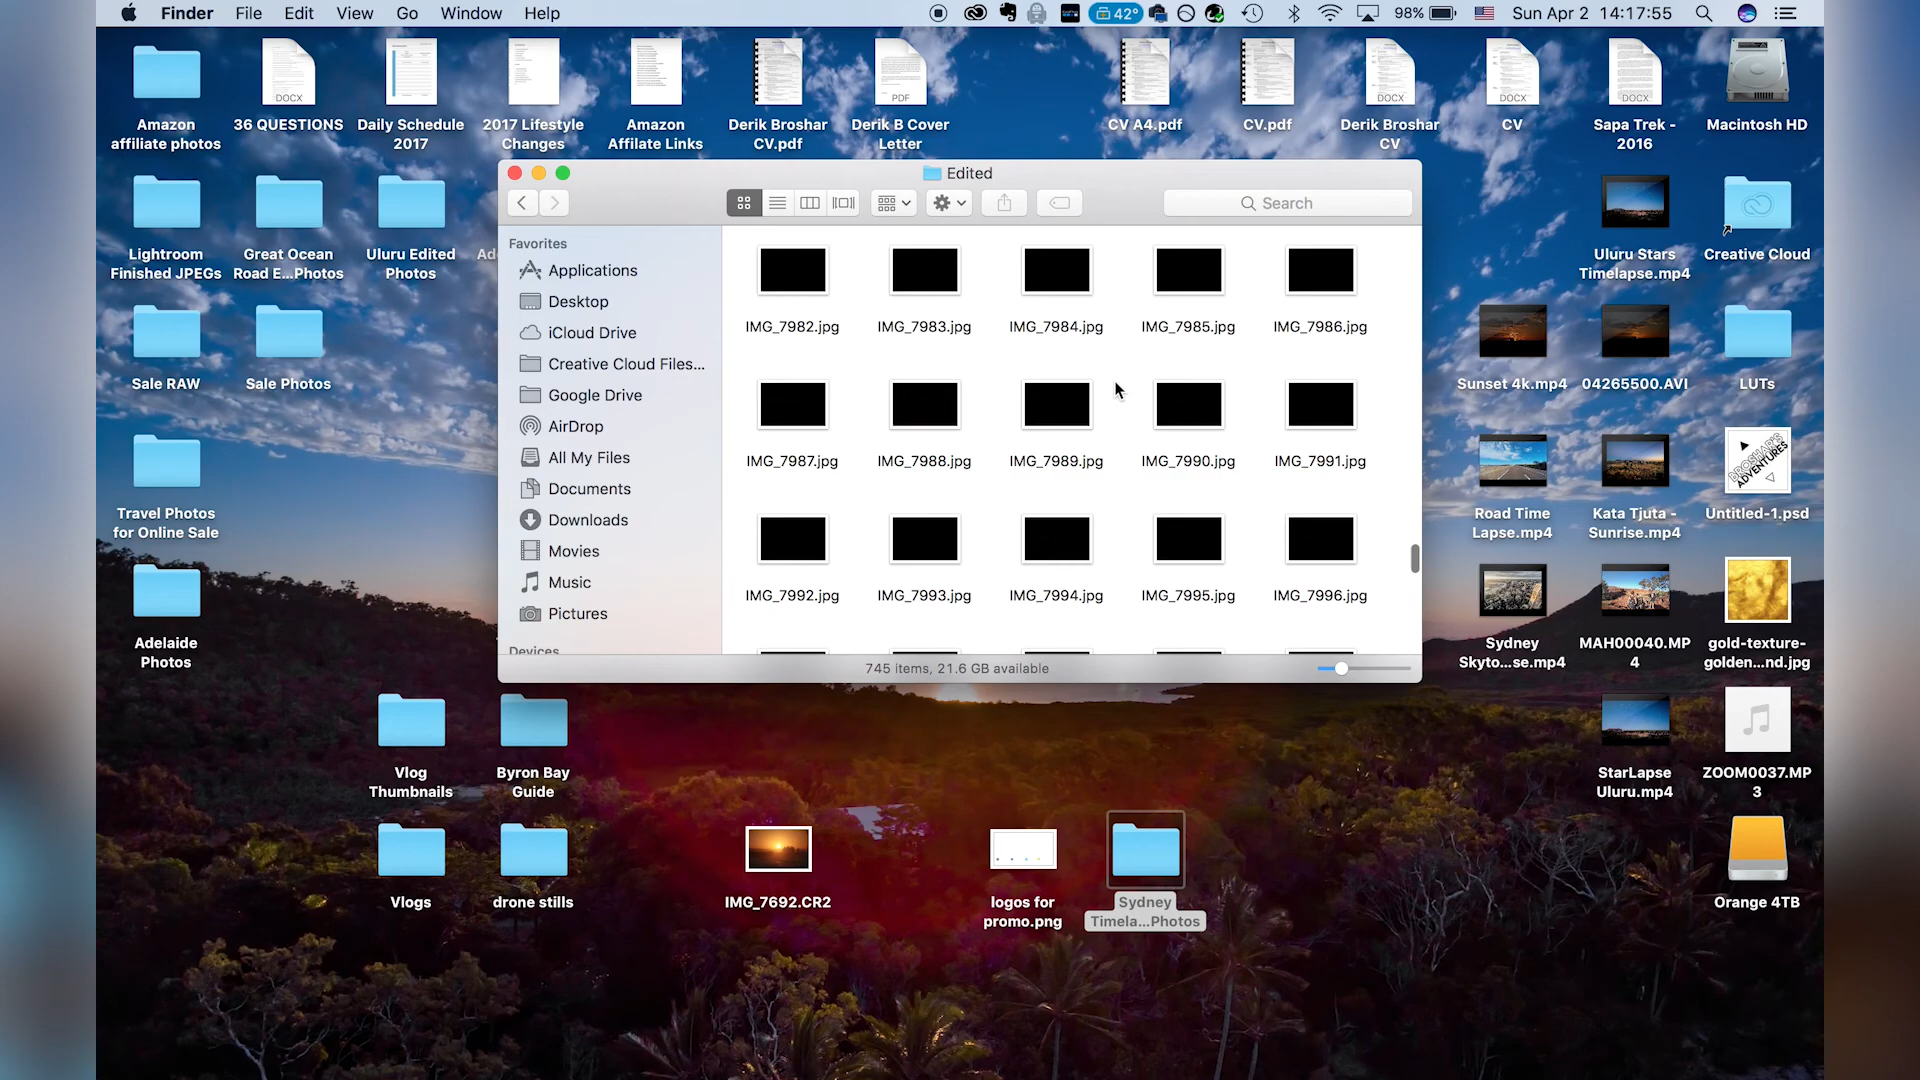 Finder File Edit View Go Window Help
42° 98% Sun Apr 2 14:17:55
Amazon
affiliate photos
DOCX
36 QUESTIONS
Daily Schedule
2017
2017 Lifestyle
Changes
Amazon
Affilate Links
Derik Broshar
CV.pdf
PDF
Derik B Cover
Letter
CV A4.pdf
CV.pdf
DOCX
Derik Broshar
CV
DOCX
CV
DOCX
Sapa Trek -
2016
Macintosh HD
Edited
Search
Favorites
Applications
Desktop
iCloud Drive
Creative Cloud Files...
Google Drive
AirDrop
All My Files
Documents
Downloads
Movies
Music
Pictures
Devices
IMG_7982.jpg IMG_7983.jpg IMG_7984.jpg IMG_7985.jpg IMG_7986.jpg
IMG_7987.jpg IMG_7988.jpg IMG_7989.jpg IMG_7990.jpg IMG_7991.jpg
IMG_7992.jpg IMG_7993.jpg IMG_7994.jpg IMG_7995.jpg IMG_7996.jpg
745 items, 21.6 GB available
Lightroom
Finished JPEGs
Great Ocean
Road E...Photos
Uluru Edited
Photos
Ad
Uluru Stars
Timelapse.mp4
Creative Cloud
Sale RAW
Sale Photos
Sunset 4k.mp4
04265500.AVI
LUTs
Travel Photos
for Online Sale
Road Time
Lapse.mp4
Kata Tjuta -
Sunrise.mp4
BROSHAR'S
ADVENTURES
Untitled-1.psd
Adelaide
Photos
Sydney
Skyto...se.mp4
MAH00040.MP
4
gold-texture-
golden...nd.jpg
Vlog
Thumbnails
Byron Bay
Guide
StarLapse
Uluru.mp4
ZOOM0037.MP
3
Vlogs
drone stills
IMG_7692.CR2
logos for
promo.png
Sydney
Timela...Photos
Orange 4TB